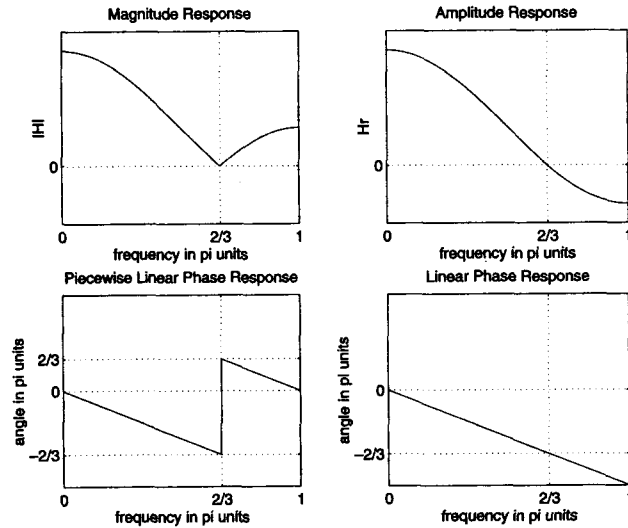 Magnitude Response
|H|
0
0
2/3
1
frequency in pi units
Amplitude Response
Hr
0
0
2/3
1
frequency in pi units
Piecewise Linear Phase Response
angle in pi units
2/3
0
-2/3
0
2/3
1
frequency in pi units
Linear Phase Response
angle in pi units
0
-2/3
0
2/3
1
frequency in pi units